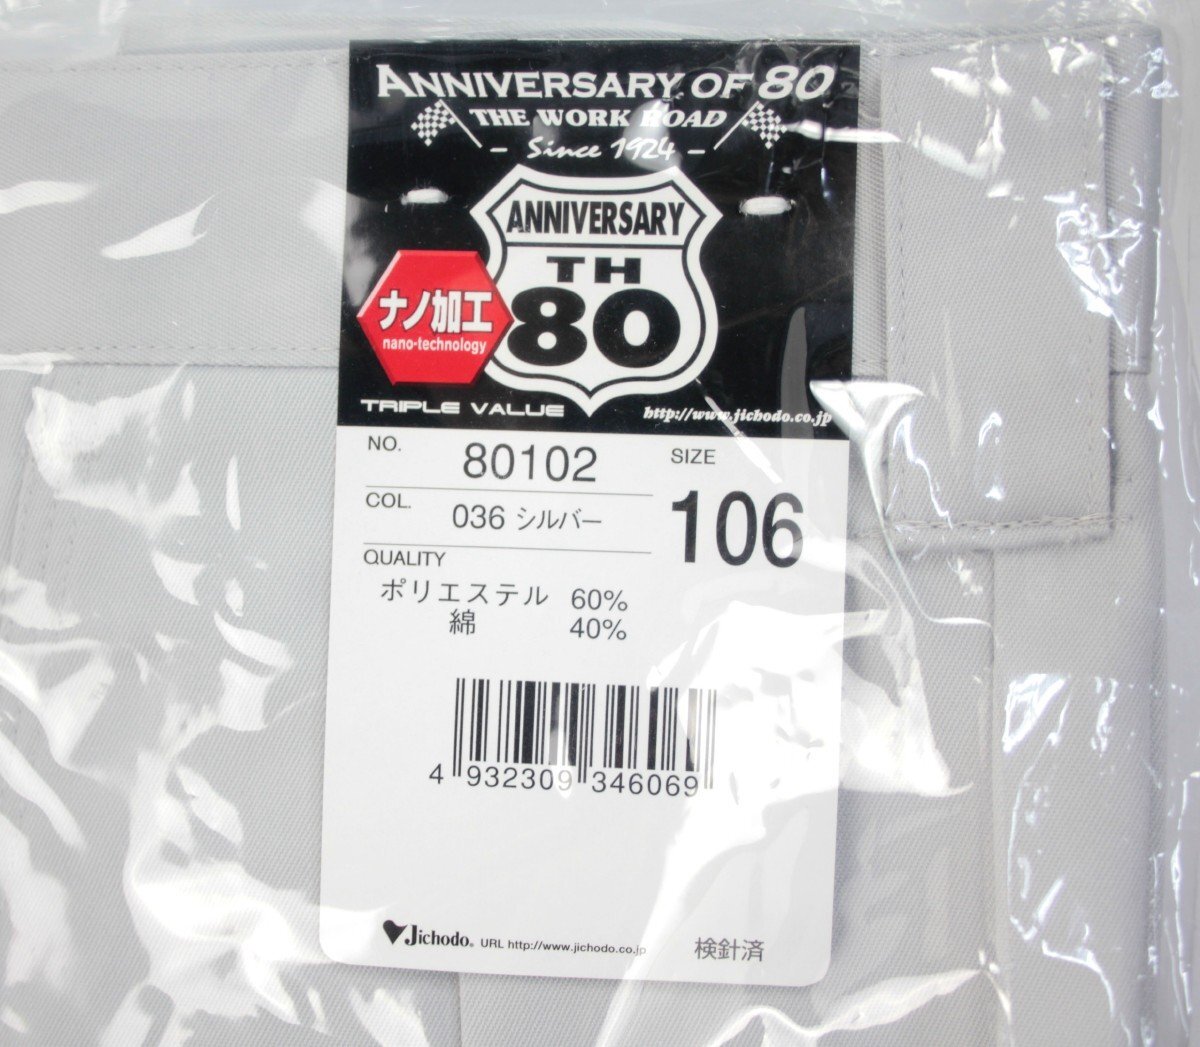 ANNIVERSARY OF 80
THE WORK ROAD
- Since 1924 -
ANNIVERSARY
TH
80
ナノ加工
nano-technology
TRIPLE VALUE
http://www.jichodo.co.jp
NO. 80102
SIZE
106
COL. 036 シルバー
QUALITY
ポリエステル 60%
綿 40%
4 932309 346069
Jichodo® URL http://www.jichodo.co.jp
検針済